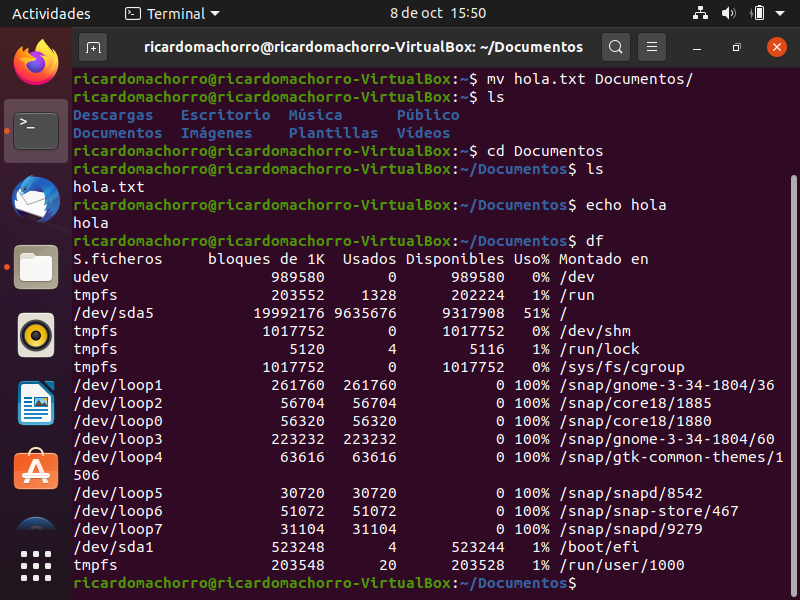 Actividades Terminal 8 de oct 15:50
ricardomachorro@ricardomachorro-VirtualBox: ~/Documentos
ricardomachorro@ricardomachorro-VirtualBox:~$ mv hola.txt Documentos/
ricardomachorro@ricardomachorro-VirtualBox:~$ ls
Descargas Escritorio Música Público
Documentos Imágenes Plantillas Vídeos
ricardomachorro@ricardomachorro-VirtualBox:~$ cd Documentos
ricardomachorro@ricardomachorro-VirtualBox:~/Documentos$ ls
hola.txt
ricardomachorro@ricardomachorro-VirtualBox:~/Documentos$ echo hola
hola
ricardomachorro@ricardomachorro-VirtualBox:~/Documentos$ df
S.ficheros bloques de 1K Usados Disponibles Uso% Montado en
udev 989580 0 989580 0% /dev
tmpfs 203552 1328 202224 1% /run
/dev/sda5 19992176 9635676 9317908 51% /
tmpfs 1017752 0 1017752 0% /dev/shm
tmpfs 5120 4 5116 1% /run/lock
tmpfs 1017752 0 1017752 0% /sys/fs/cgroup
/dev/loop1 261760 261760 0 100% /snap/gnome-3-34-1804/36
/dev/loop2 56704 56704 0 100% /snap/core18/1885
/dev/loop0 56320 56320 0 100% /snap/core18/1880
/dev/loop3 223232 223232 0 100% /snap/gnome-3-34-1804/60
/dev/loop4 63616 63616 0 100% /snap/gtk-common-themes/1
506
/dev/loop5 30720 30720 0 100% /snap/snapd/8542
/dev/loop6 51072 51072 0 100% /snap/snap-store/467
/dev/loop7 31104 31104 0 100% /snap/snapd/9279
/dev/sda1 523248 4 523244 1% /boot/efi
tmpfs 203548 20 203528 1% /run/user/1000
ricardomachorro@ricardomachorro-VirtualBox:~/Documentos$